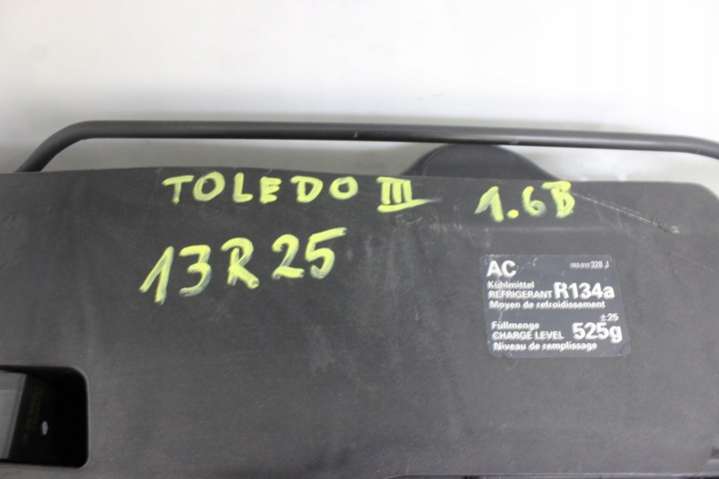 TOLEDO III 1.6B
13R25
AC
Kühlmittel
REFRIGERANT R134a
Moyen de refroidissement
±25
Füllmenge
CHARGE LEVEL 525g
Niveau de remplissage